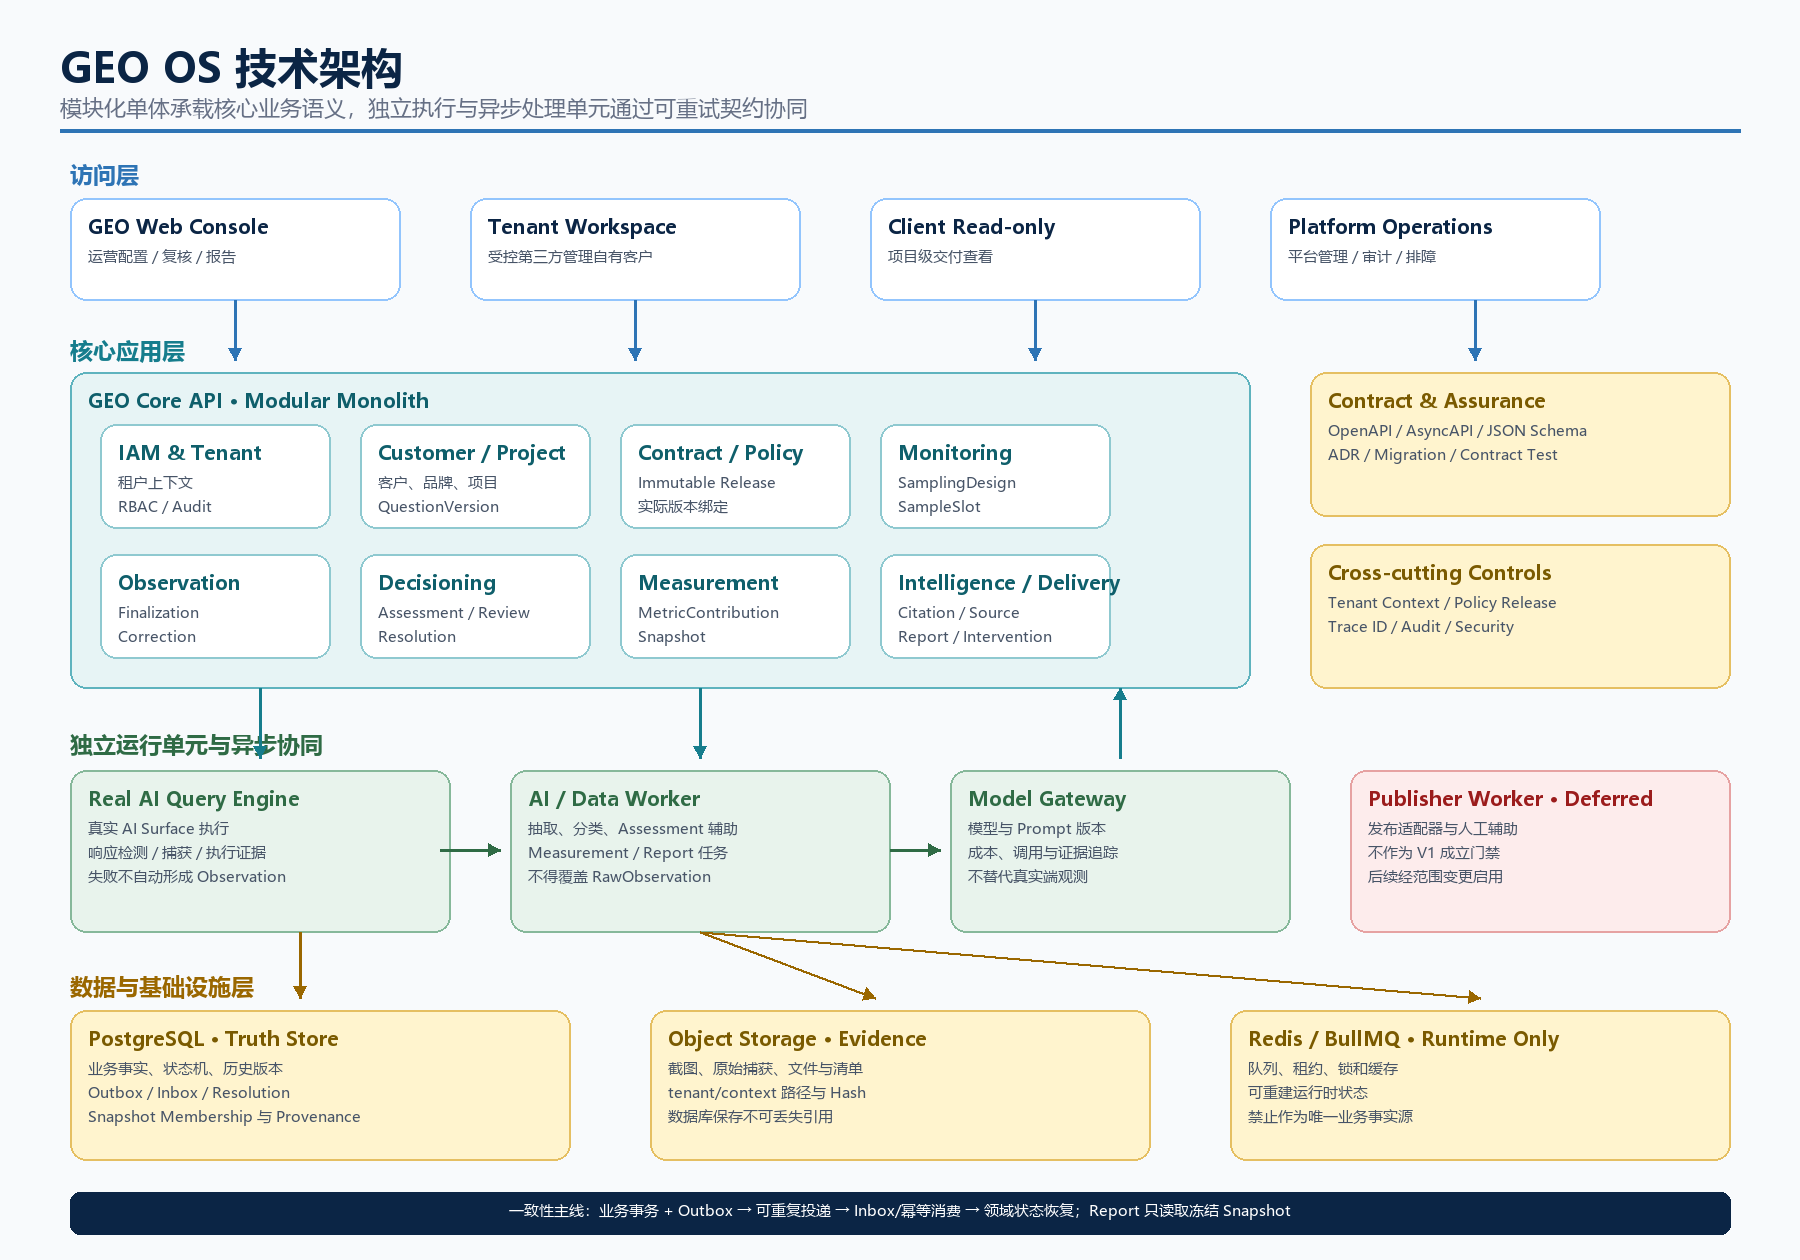 GEO OS 技术架构
模块化单体承载核心业务语义，独立执行与异步处理单元通过可重试契约协同
访问层
GEO Web Console
运营配置 / 复核 / 报告
Tenant Workspace
受控第三方管理自有客户
Client Read-only
项目级交付查看
Platform Operations
平台管理 / 审计 / 排障
核心应用层
GEO Core API • Modular Monolith
IAM & Tenant
租户上下文
RBAC / Audit
Customer / Project
客户、品牌、项目
QuestionVersion
Contract / Policy
Immutable Release
实际版本绑定
Monitoring
SamplingDesign
SampleSlot
Observation
Finalization
Correction
Decisioning
Assessment / Review
Resolution
Measurement
MetricContribution
Snapshot
Intelligence / Delivery
Citation / Source
Report / Intervention
Contract & Assurance
OpenAPI / AsyncAPI / JSON Schema
ADR / Migration / Contract Test
Cross-cutting Controls
Tenant Context / Policy Release
Trace ID / Audit / Security
独立运行单元与异步协同
Real AI Query Engine
真实 AI Surface 执行
响应检测 / 捕获 / 执行证据
失败不自动形成 Observation
AI / Data Worker
抽取、分类、Assessment 辅助
Measurement / Report 任务
不得覆盖 RawObservation
Model Gateway
模型与 Prompt 版本
成本、调用与证据追踪
不替代真实端观测
Publisher Worker • Deferred
发布适配器与人工辅助
不作为 V1 成立门禁
后续经范围变更启用
数据与基础设施层
PostgreSQL • Truth Store
业务事实、状态机、历史版本
Outbox / Inbox / Resolution
Snapshot Membership 与 Provenance
Object Storage • Evidence
截图、原始捕获、文件与清单
tenant/context 路径与 Hash
数据库保存不可丢失引用
Redis / BullMQ • Runtime Only
队列、租约、锁和缓存
可重建运行时状态
禁止作为唯一业务事实源
一致性主线：业务事务 + Outbox → 可重复投递 → Inbox/幂等消费 → 领域状态恢复；Report 只读取冻结 Snapshot